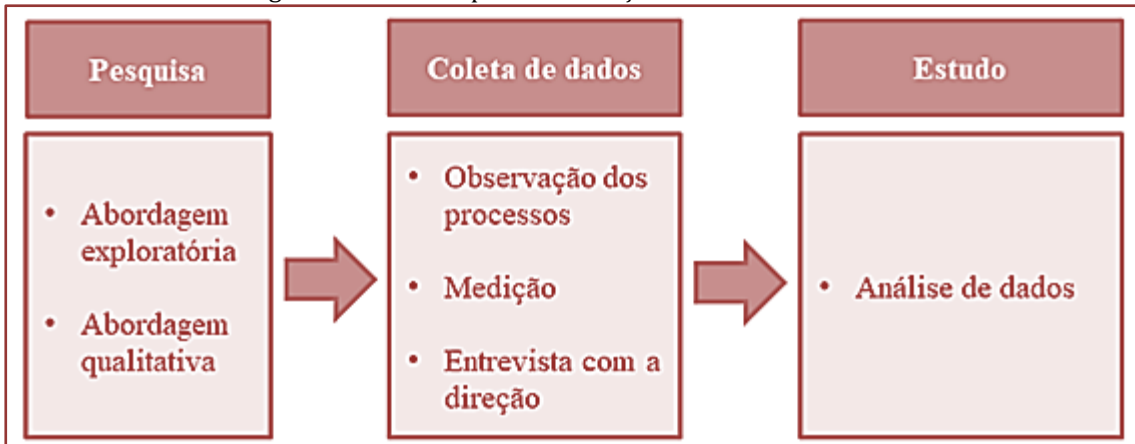 Pesquisa
• Abordagem
exploratória
• Abordagem
qualitativa
Coleta de dados
• Observação dos
processos
• Medição
• Entrevista com a
direção
Estudo
• Análise de dados